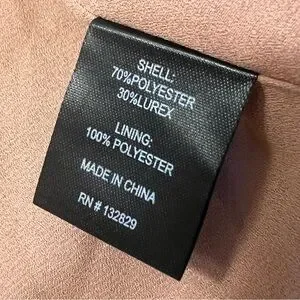 SHELL:
70%POLYESTER
30%LUREX
LINING:
100% POLYESTER
MADE IN CHINA
RN # 132829